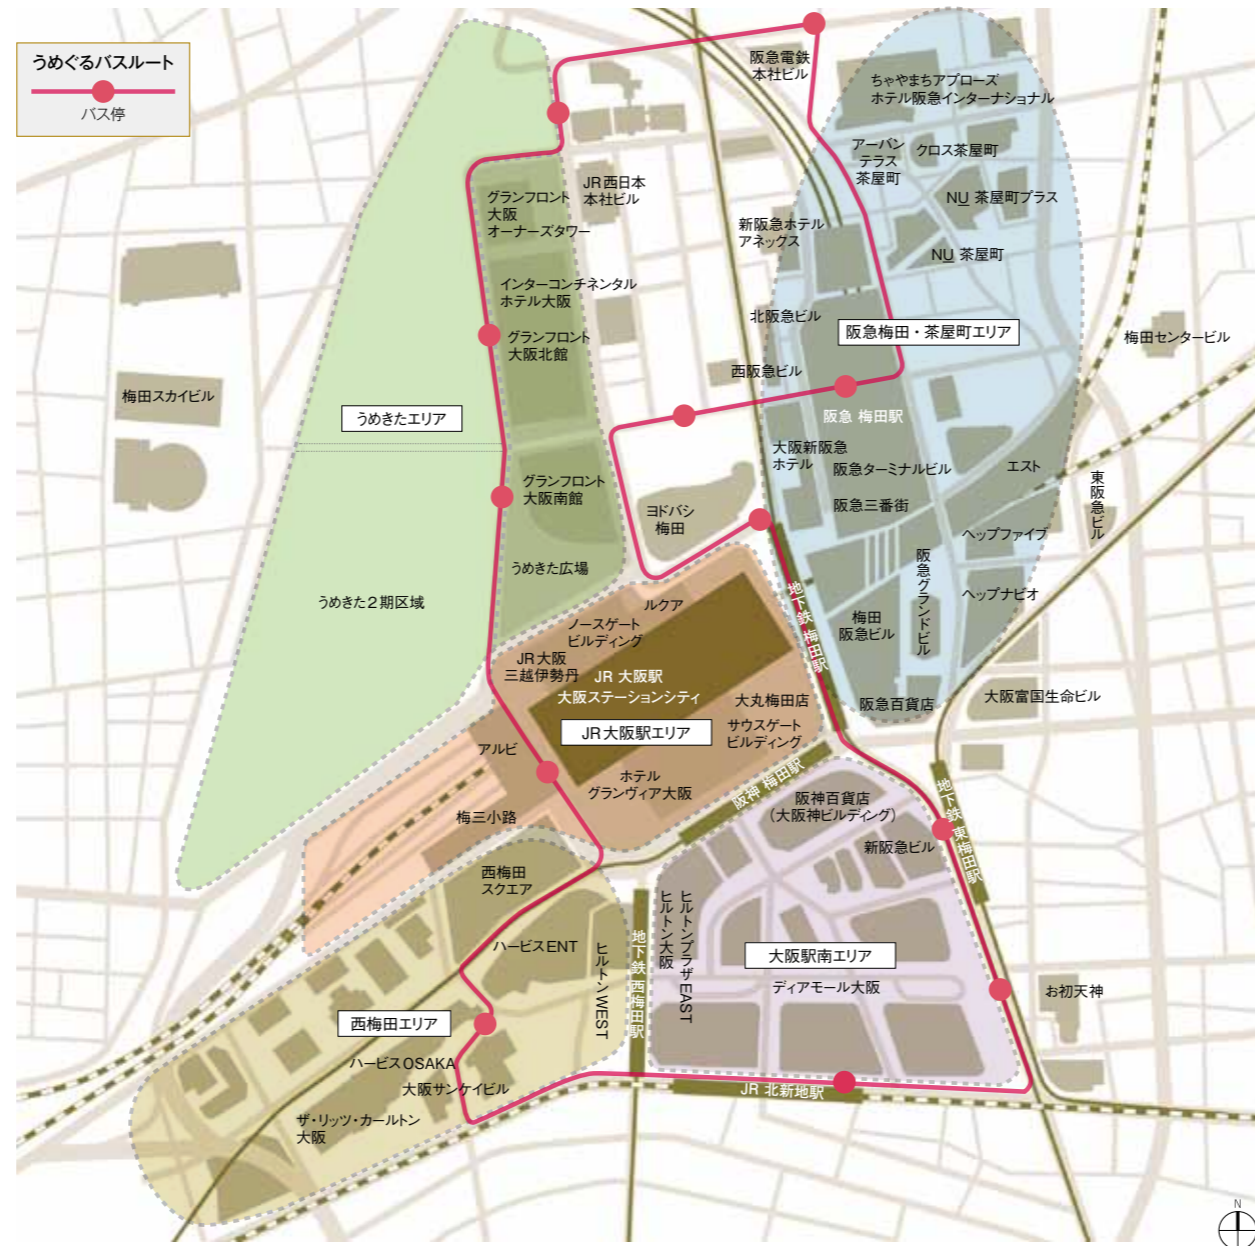 うめぐるバスルート
バス停
阪急電鉄
本社ビル
ちゃやまちアプローズ
ホテル阪急インターナショナル
アーバン
テラス
茶屋町
クロス茶屋町
NU 茶屋町プラス
NU 茶屋町
JR西日本
本社ビル
グランフロント
大阪
オーナーズタワー
新阪急ホテル
アネックス
インターコンチネンタル
ホテル大阪
北阪急ビル
阪急梅田・茶屋町エリア
梅田センタービル
グランフロント
大阪北館
西阪急ビル
梅田スカイビル
うめきたエリア
阪急 梅田駅
大阪新阪急
ホテル
阪急ターミナルビル
エスト
東阪急ビル
グランフロント
大阪南館
ヨドバシ
梅田
阪急三番街
ヘップファイブ
阪急グランドビル
うめきた広場
ヘップナビオ
うめきた2期区域
ルクア
地下鉄 梅田駅
梅田
阪急ビル
ノースゲート
ビルディング
JR大阪
三越伊勢丹
JR 大阪駅
大阪ステーションシティ
大丸梅田店
阪急百貨店
大阪富国生命ビル
JR大阪駅エリア
サウスゲート
ビルディング
アルビ
ホテル
グランヴィア大阪
阪神 梅田駅
阪神百貨店
(大阪神ビルディング)
地下鉄 東梅田駅
梅三小路
新阪急ビル
西梅田
スクエア
ヒルトン大阪
ヒルトンプラザEAST
ハービスENT
ヒルトンWEST
地下鉄 西梅田駅
大阪駅南エリア
ディアモール大阪
お初天神
西梅田エリア
ハービスOSAKA
大阪サンケイビル
JR 北新地駅
ザ・リッツ・カールトン
大阪
N